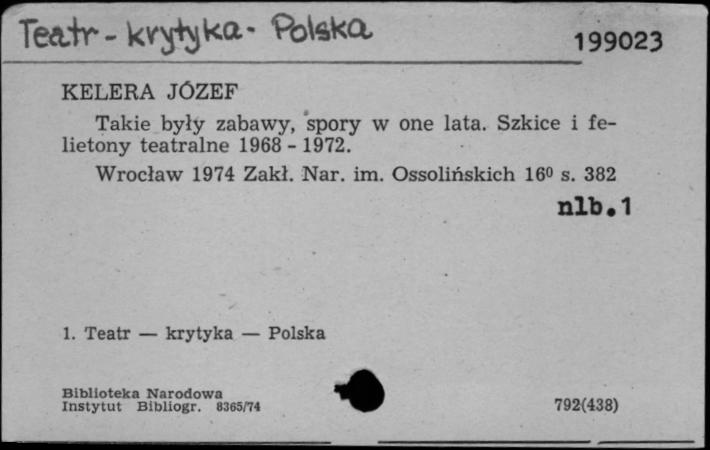 Teatr - krytyka - Polska
199023
KELERA JÓZEF
Takie były zabawy, spory w one lata. Szkice i fe-
lietony teatralne 1968 - 1972.
Wrocław 1974 Zakł. Nar. im. Ossolińskich 16⁰ s. 382
nlb.1
1. Teatr — krytyka — Polska
Biblioteka Narodowa
Instytut Bibliogr. 8365/74
792(438)